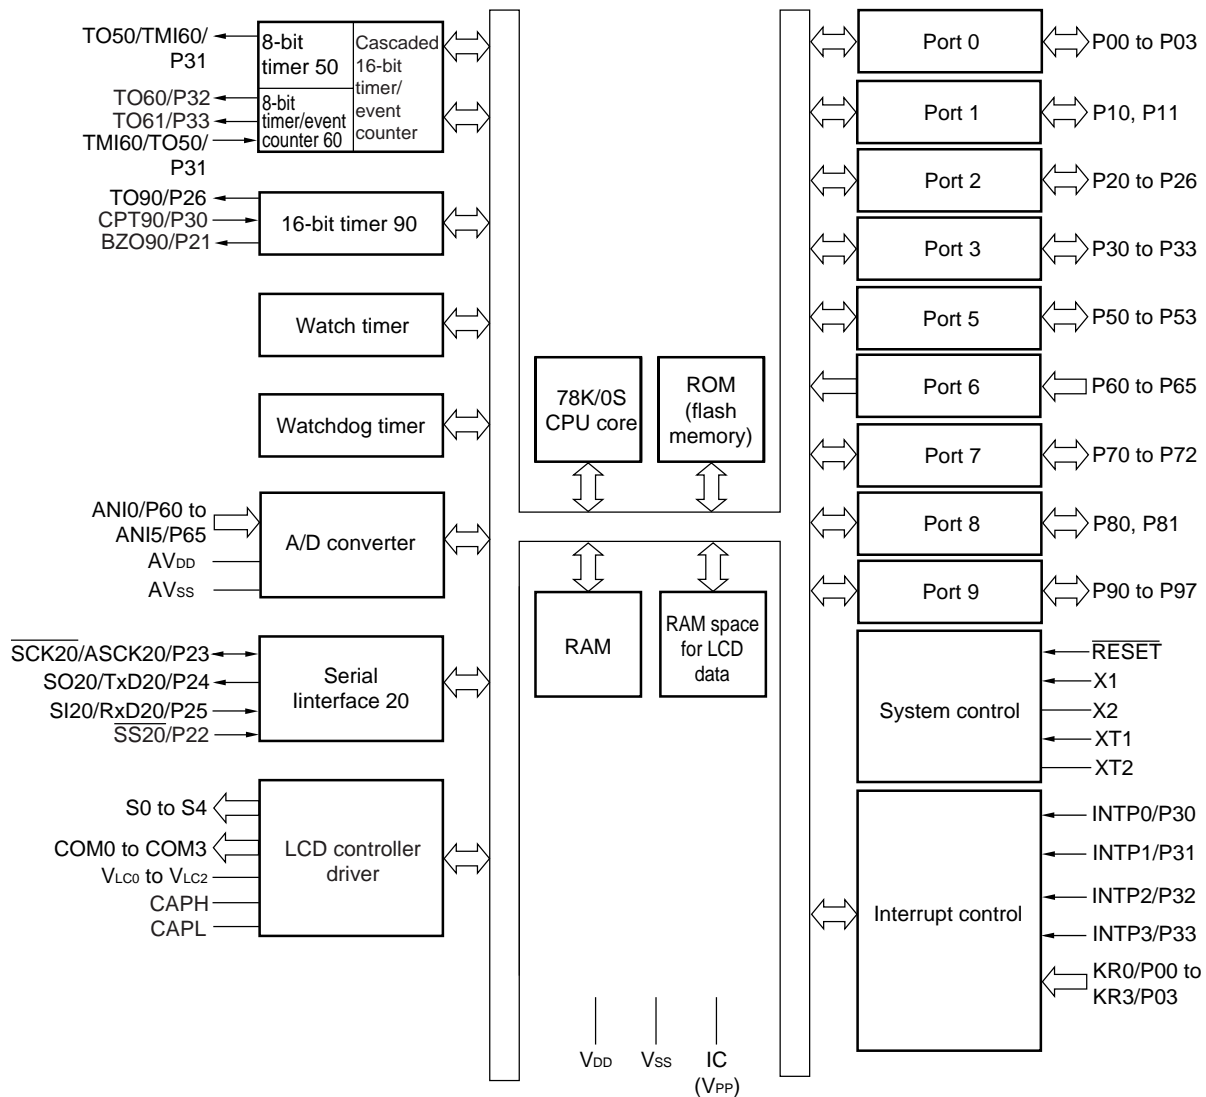 TO50/TMI60/
P31
TO60/P32
TO61/P33
TMI60/TO50/
P31
8-bit
timer 50
8-bit
timer/event
counter 60
Cascaded
16-bit
timer/
event
counter
TO90/P26
CPT90/P30
BZO90/P21
16-bit timer 90
Watch timer
Watchdog timer
ANI0/P60 to
ANI5/P65
AVDD
AVSS
A/D converter
SCK20/ASCK20/P23
SO20/TxD20/P24
SI20/RxD20/P25
SS20/P22
Serial
Iinterface 20
S0 to S4
COM0 to COM3
VLC0 to VLC2
CAPH
CAPL
LCD controller
driver
78K/0S
CPU core
ROM
(flash
memory)
RAM
RAM space
for LCD
data
VDD
VSS
IC
(VPP)
Port 0
P00 to P03
Port 1
P10, P11
Port 2
P20 to P26
Port 3
P30 to P33
Port 5
P50 to P53
Port 6
P60 to P65
Port 7
P70 to P72
Port 8
P80, P81
Port 9
P90 to P97
System control
RESET
X1
X2
XT1
XT2
Interrupt control
INTP0/P30
INTP1/P31
INTP2/P32
INTP3/P33
KR0/P00 to
KR3/P03